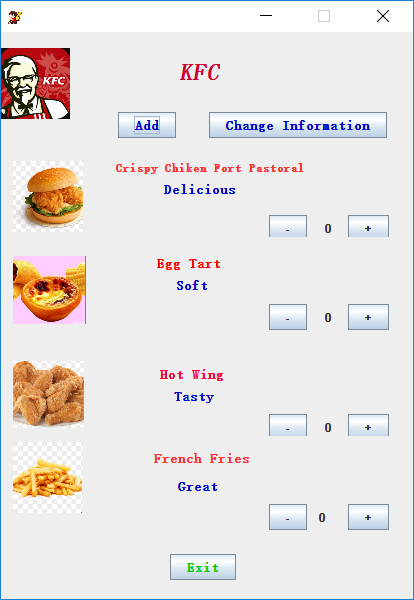 KFC
KFC
Add Change Information
Crispy Chiken Fort Pastoral
Delicious
- 0 +
Egg Tart
Soft
- 0 +
Hot Wing
Tasty
- 0 +
French Fries
Great
- 0 +
Exit